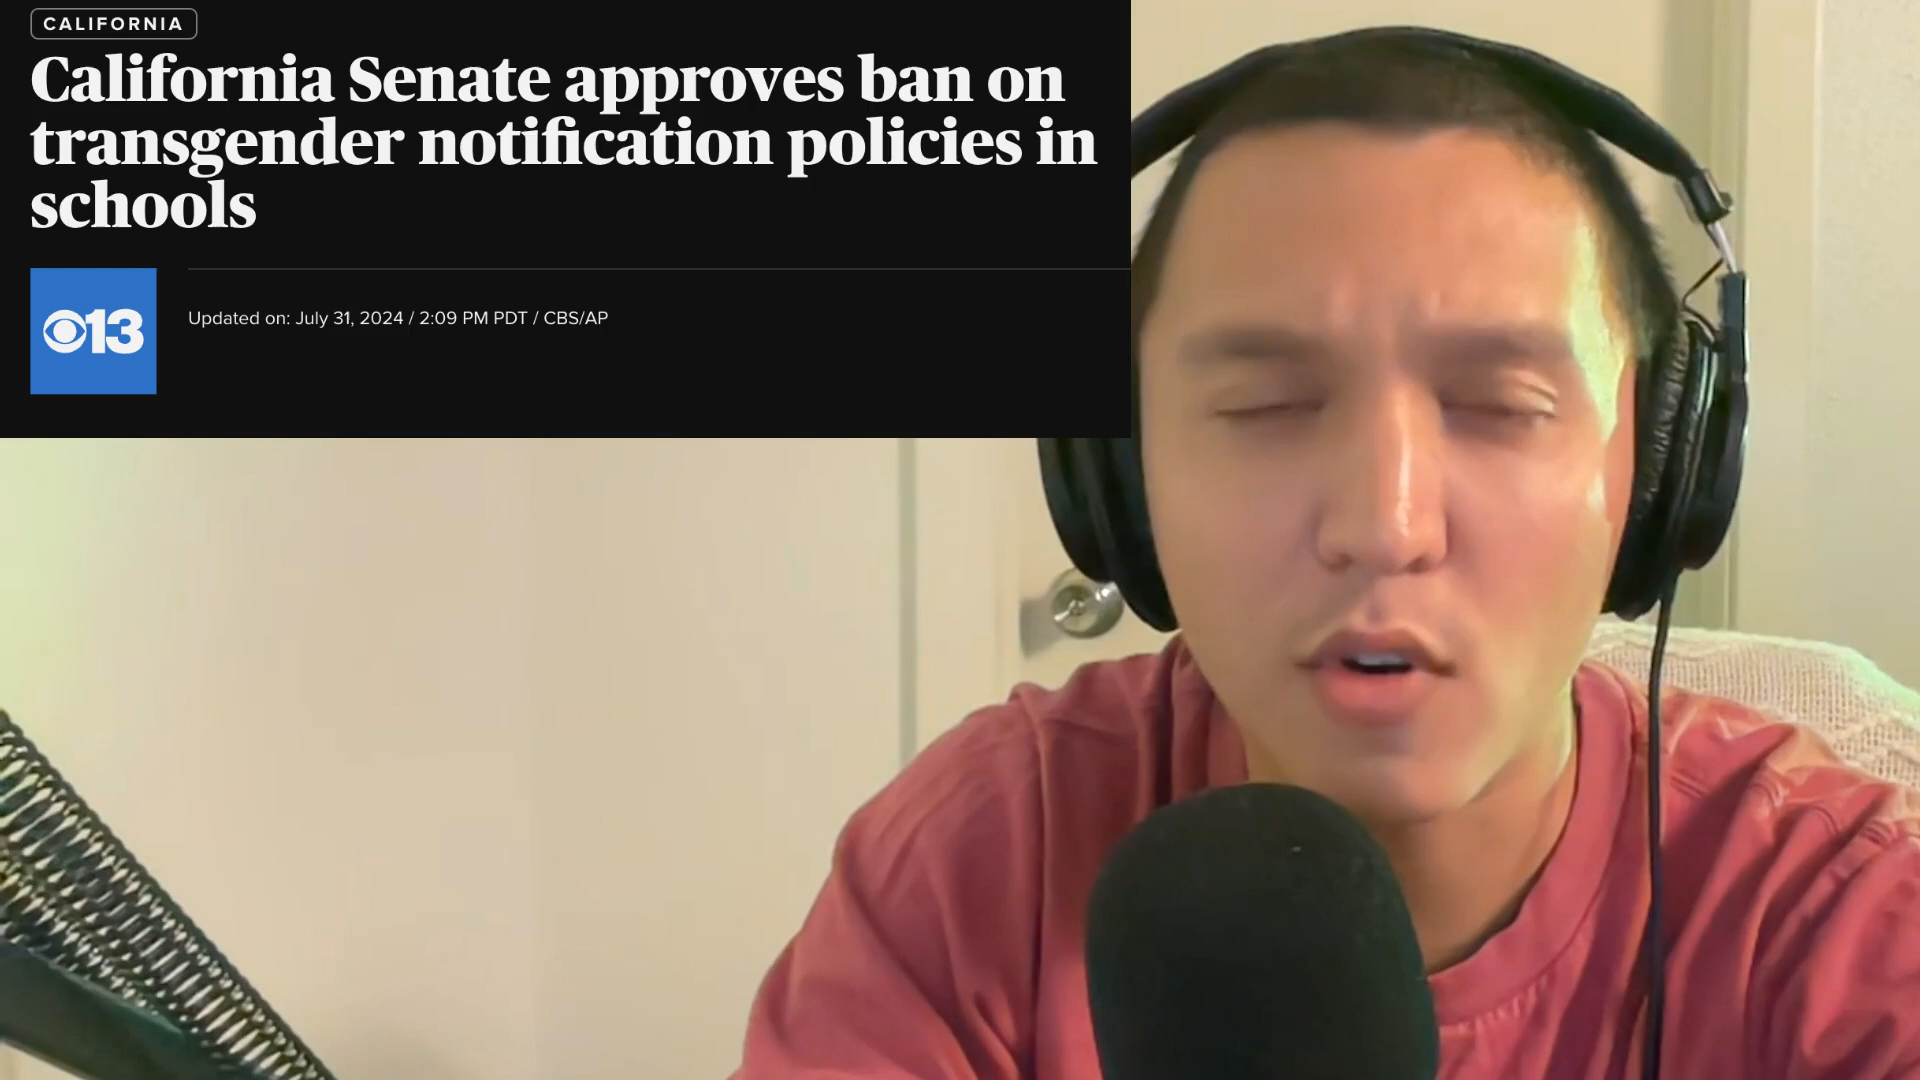 CALIFORNIA
California Senate approves ban on
transgender notification policies in
schools
13
Updated on: July 31, 2024 / 2:09 PM PDT / CBS/AP